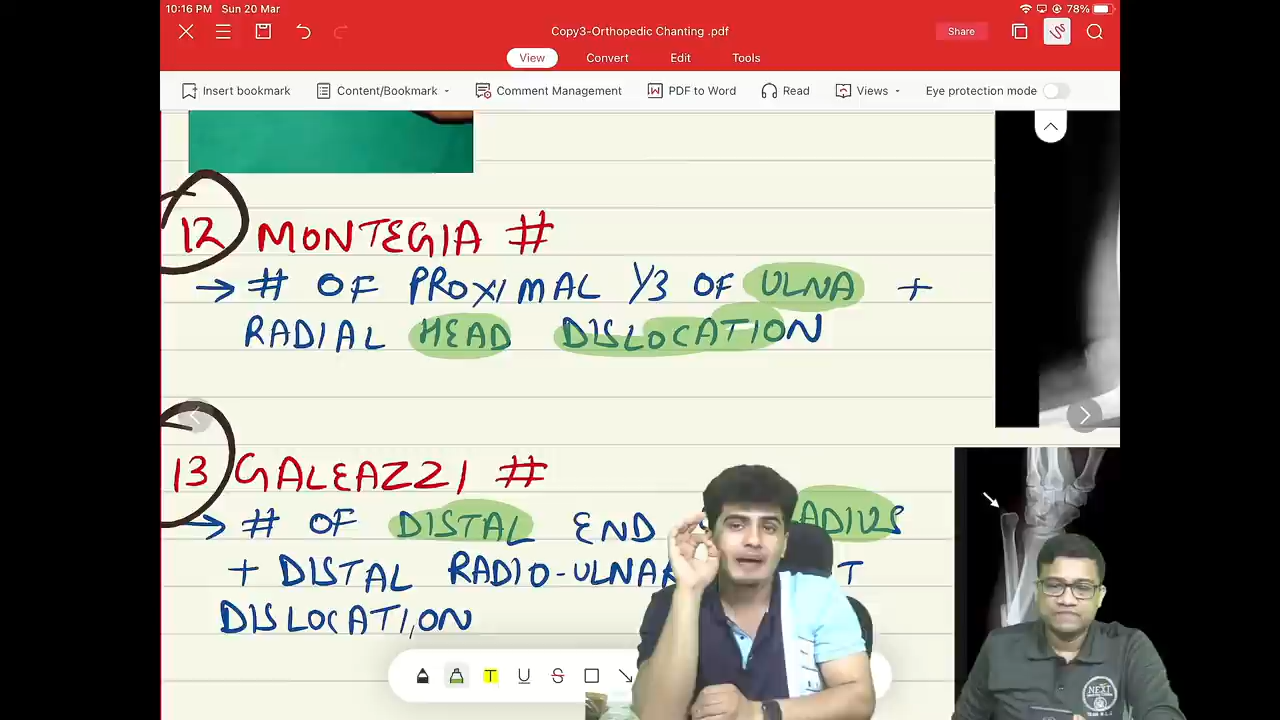 10:16 PM Sun 20 Mar 78%
Copy3-Orthopedic Chanting .pdf
Share
View Convert Edit Tools
Insert bookmark Content/Bookmark Comment Management PDF to Word Read Views Eye protection mode
12 MONTEGIA #
→ # OF PROXIMAL 1/3 OF ULNA +
RADIAL HEAD DISLOCATION
13 GALEAZZI #
→ # OF DISTAL END
+ DISTAL RADIO-ULNAR
DISLOCATION
T U S
NEXT